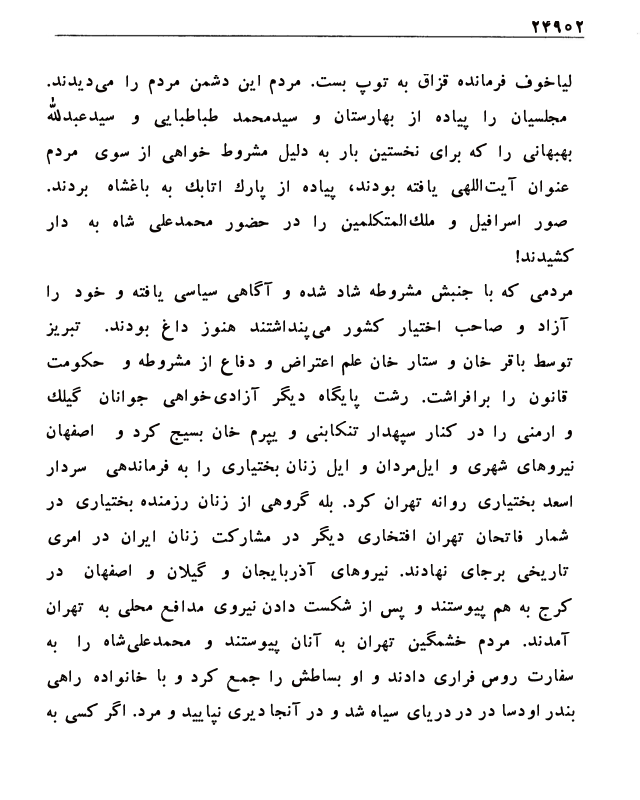 ۲۴۹۰۲
لیاخوف فرمانده قزاق به توپ بست. مردم این دشمن مردم را می‌دیدند.
مجلسیان را پیاده از بهارستان و سیدمحمد طباطبایی و سیدعبدالله
بهبهانی را که برای نخستین بار به دلیل مشروط خواهی از سوی مردم
عنوان آیت‌اللهی یافته بودند، پیاده از پارك اتابك به باغشاه بردند.
صور اسرافیل و ملك‌المتکلمین را در حضور محمدعلی شاه به دار
کشیدند!
مردمی که با جنبش مشروطه شاد شده و آگاهی سیاسی یافته و خود را
آزاد و صاحب اختیار کشور می‌پنداشتند هنوز داغ بودند. تبریز
توسط باقر خان و ستار خان علم اعتراض و دفاع از مشروطه و حکومت
قانون را برافراشت. رشت پایگاه دیگر آزادی‌خواهی جوانان گیلك
و ارمنی را در کنار سپهدار تنکابنی و یپرم خان بسیج کرد و اصفهان
نیروهای شهری و ایل‌مردان و ایل زنان بختیاری را به فرماندهی سردار
اسعد بختیاری روانه تهران کرد. بله گروهی از زنان رزمنده بختیاری در
شمار فاتحان تهران افتخاری دیگر در مشارکت زنان ایران در امری
تاریخی برجای نهادند. نیروهای آذربایجان و گیلان و اصفهان در
کرج به هم پیوستند و پس از شکست دادن نیروی مدافع محلی به تهران
آمدند. مردم خشمگین تهران به آنان پیوستند و محمدعلی‌شاه را به
سفارت روس فراری دادند و او بساطش را جمع کرد و با خانواده راهی
بندر اودسا در در دریای سیاه شد و در آنجا دیری نپایید و مرد. اگر کسی به